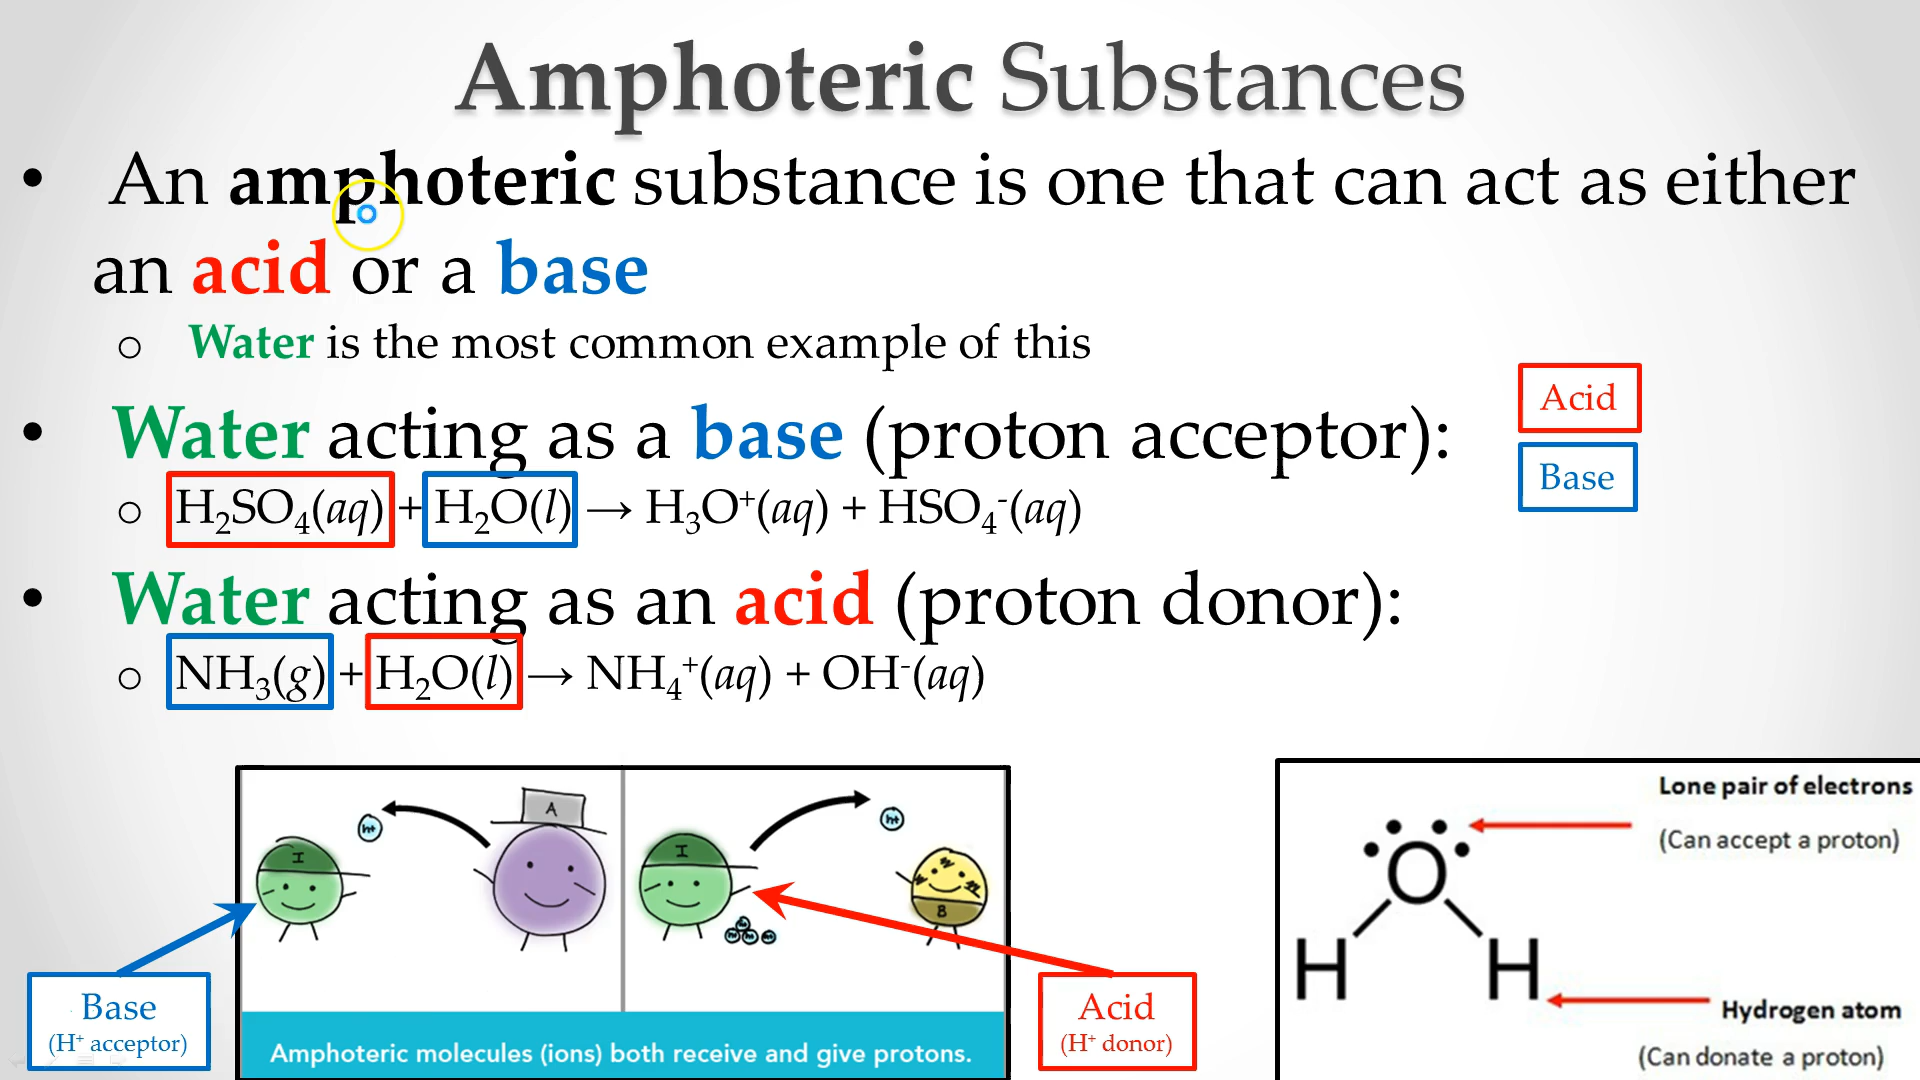 Amphoteric Substances
• An amphoteric substance is one that can act as either
an acid or a base
o Water is the most common example of this
Acid
• Water acting as a base (proton acceptor):
Base
o H₂SO₄(aq) + H₂O(l) → H₃O⁺(aq) + HSO₄⁻(aq)
• Water acting as an acid (proton donor):
o NH₃(g) + H₂O(l) → NH₄⁺(aq) + OH⁻(aq)
A
h+
I
h+
I
B
Base
(H⁺ acceptor)
Acid
(H⁺ donor)
Amphoteric molecules (ions) both receive and give protons.
Lone pair of electrons
(Can accept a proton)
O
H H
Hydrogen atom
(Can donate a proton)